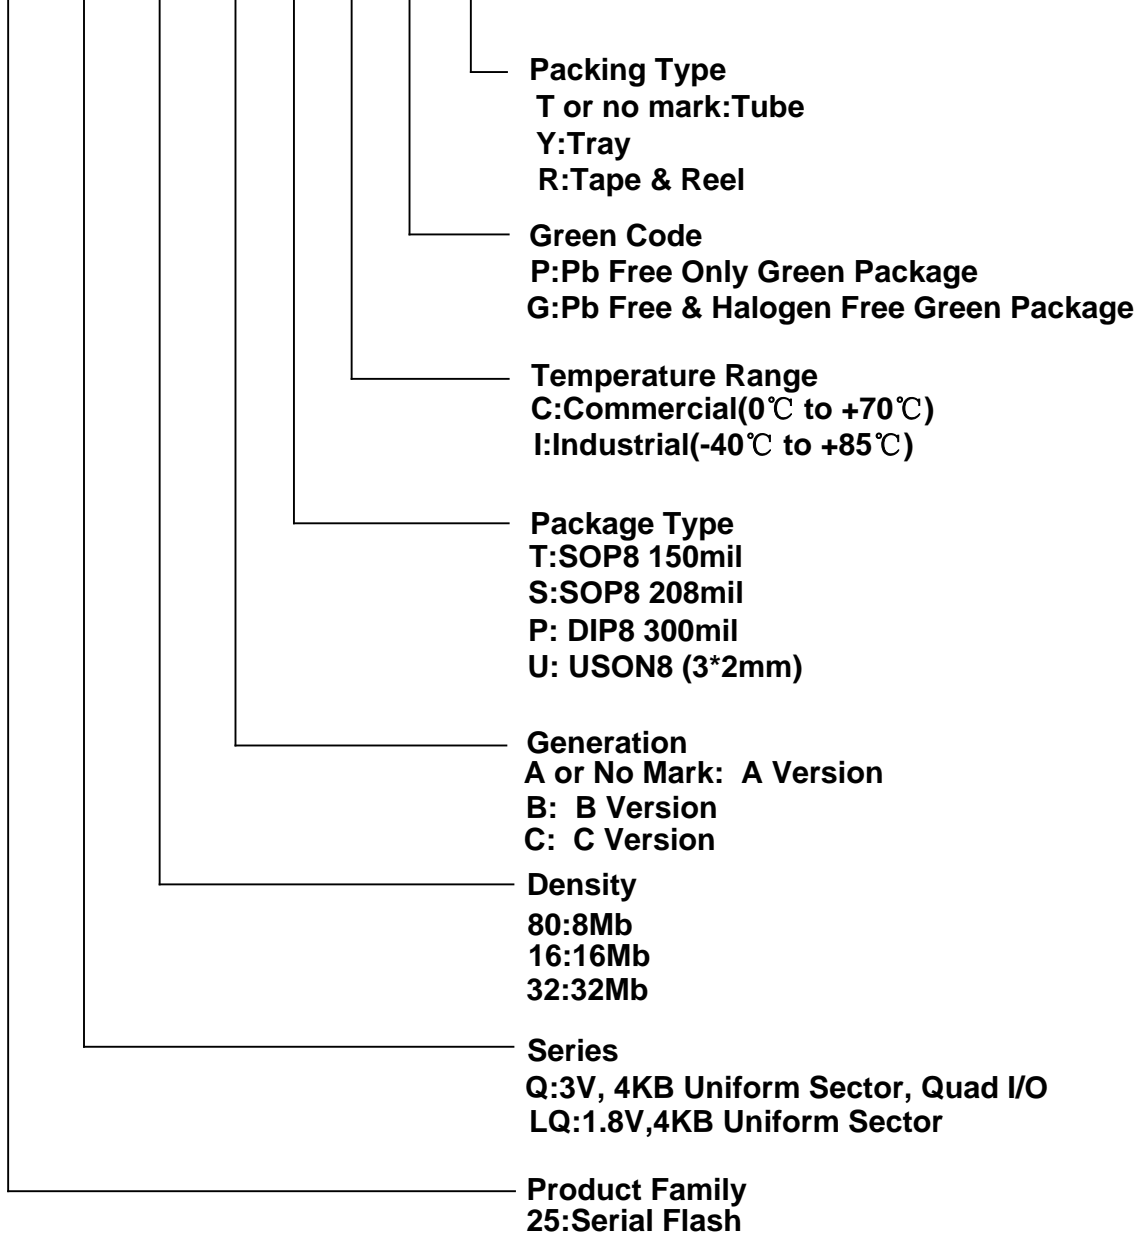 Packing Type
T or no mark:Tube
Y:Tray
R:Tape & Reel
Green Code
P:Pb Free Only Green Package
G:Pb Free & Halogen Free Green Package
Temperature Range
C:Commercial(0℃ to +70℃)
I:Industrial(-40℃ to +85℃)
Package Type
T:SOP8 150mil
S:SOP8 208mil
P: DIP8 300mil
U: USON8 (3*2mm)
Generation
A or No Mark:  A Version
B:  B Version
C:  C Version
Density
80:8Mb
16:16Mb
32:32Mb
Series
Q:3V, 4KB Uniform Sector, Quad I/O
LQ:1.8V,4KB Uniform Sector
Product Family
25:Serial Flash